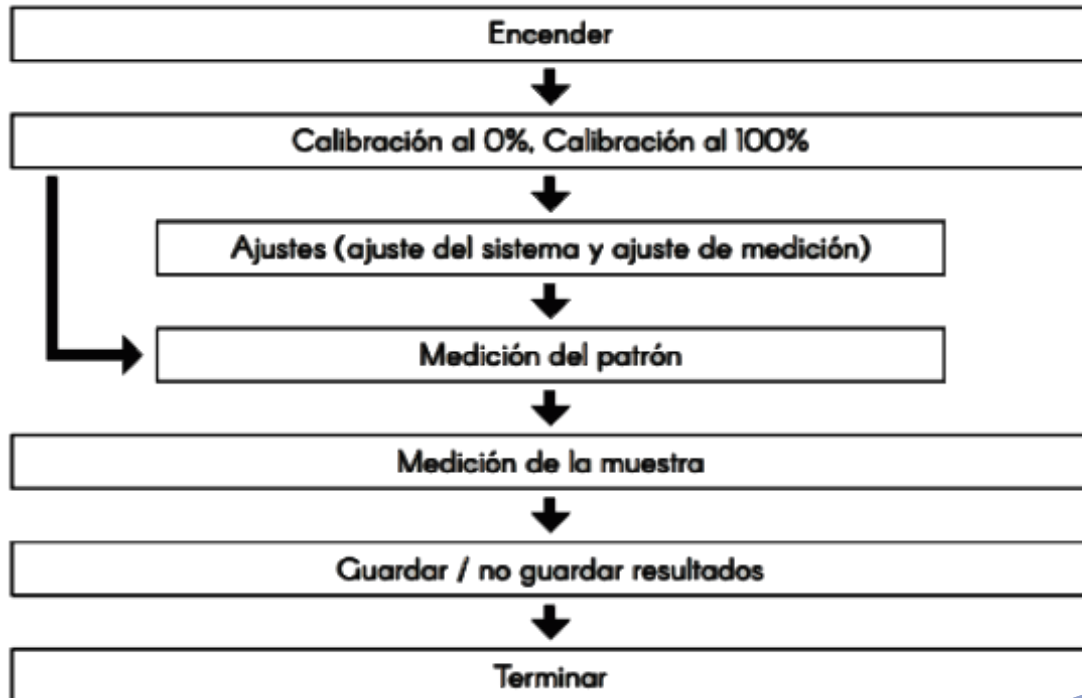 Encender
Calibración al 0%, Calibración al 100%
Ajustes (ajuste del sistema y ajuste de medición)
Medición del patrón
Medición de la muestra
Guardar / no guardar resultados
Terminar